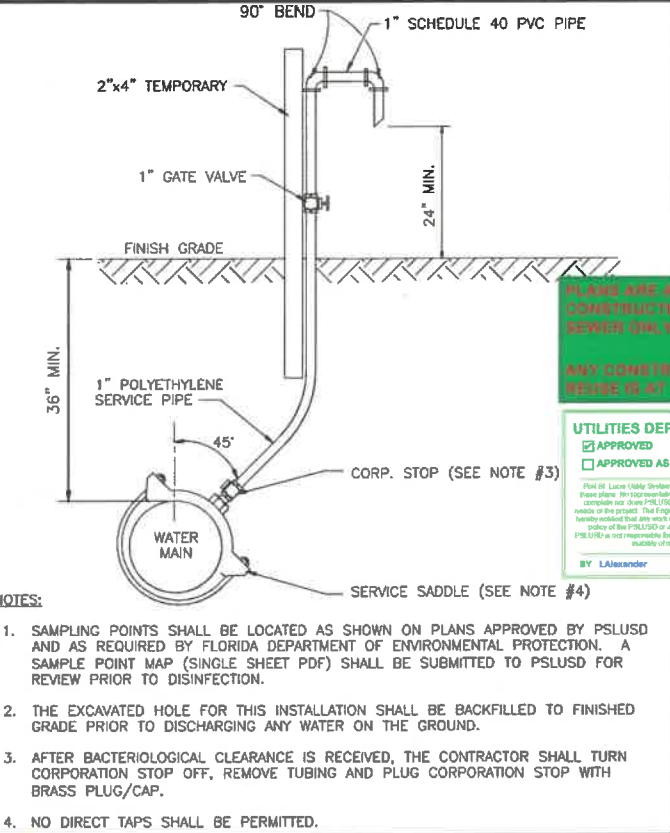 90° BEND
1" SCHEDULE 40 PVC PIPE
2"x4" TEMPORARY
1" GATE VALVE
24" MIN.
FINISH GRADE
36" MIN.
1" POLYETHYLENE
SERVICE PIPE
45°
CORP. STOP (SEE NOTE #3)
WATER
MAIN
SERVICE SADDLE (SEE NOTE #4)
PLANS ARE
CONSTRUCT
SEWER ONLY
ANY CONSTR
REUSE IS AT
UTILITIES DEP
APPROVED
APPROVED AS
BY LAlexander
NOTES:
1. SAMPLING POINTS SHALL BE LOCATED AS SHOWN ON PLANS APPROVED BY PSLUSD
AND AS REQUIRED BY FLORIDA DEPARTMENT OF ENVIRONMENTAL PROTECTION. A
SAMPLE POINT MAP (SINGLE SHEET PDF) SHALL BE SUBMITTED TO PSLUSD FOR
REVIEW PRIOR TO DISINFECTION.
2. THE EXCAVATED HOLE FOR THIS INSTALLATION SHALL BE BACKFILLED TO FINISHED
GRADE PRIOR TO DISCHARGING ANY WATER ON THE GROUND.
3. AFTER BACTERIOLOGICAL CLEARANCE IS RECEIVED, THE CONTRACTOR SHALL TURN
CORPORATION STOP OFF, REMOVE TUBING AND PLUG CORPORATION STOP WITH
BRASS PLUG/CAP.
4. NO DIRECT TAPS SHALL BE PERMITTED.